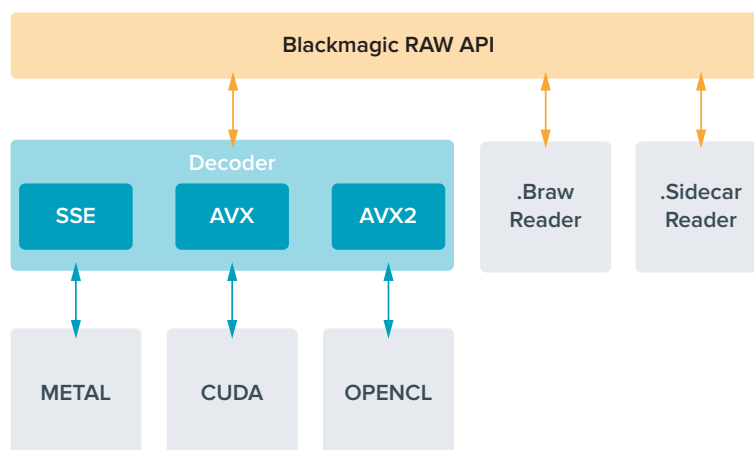 Blackmagic RAW API
Decoder
SSE
AVX
AVX2
.Braw
Reader
.Sidecar
Reader
METAL
CUDA
OPENCL